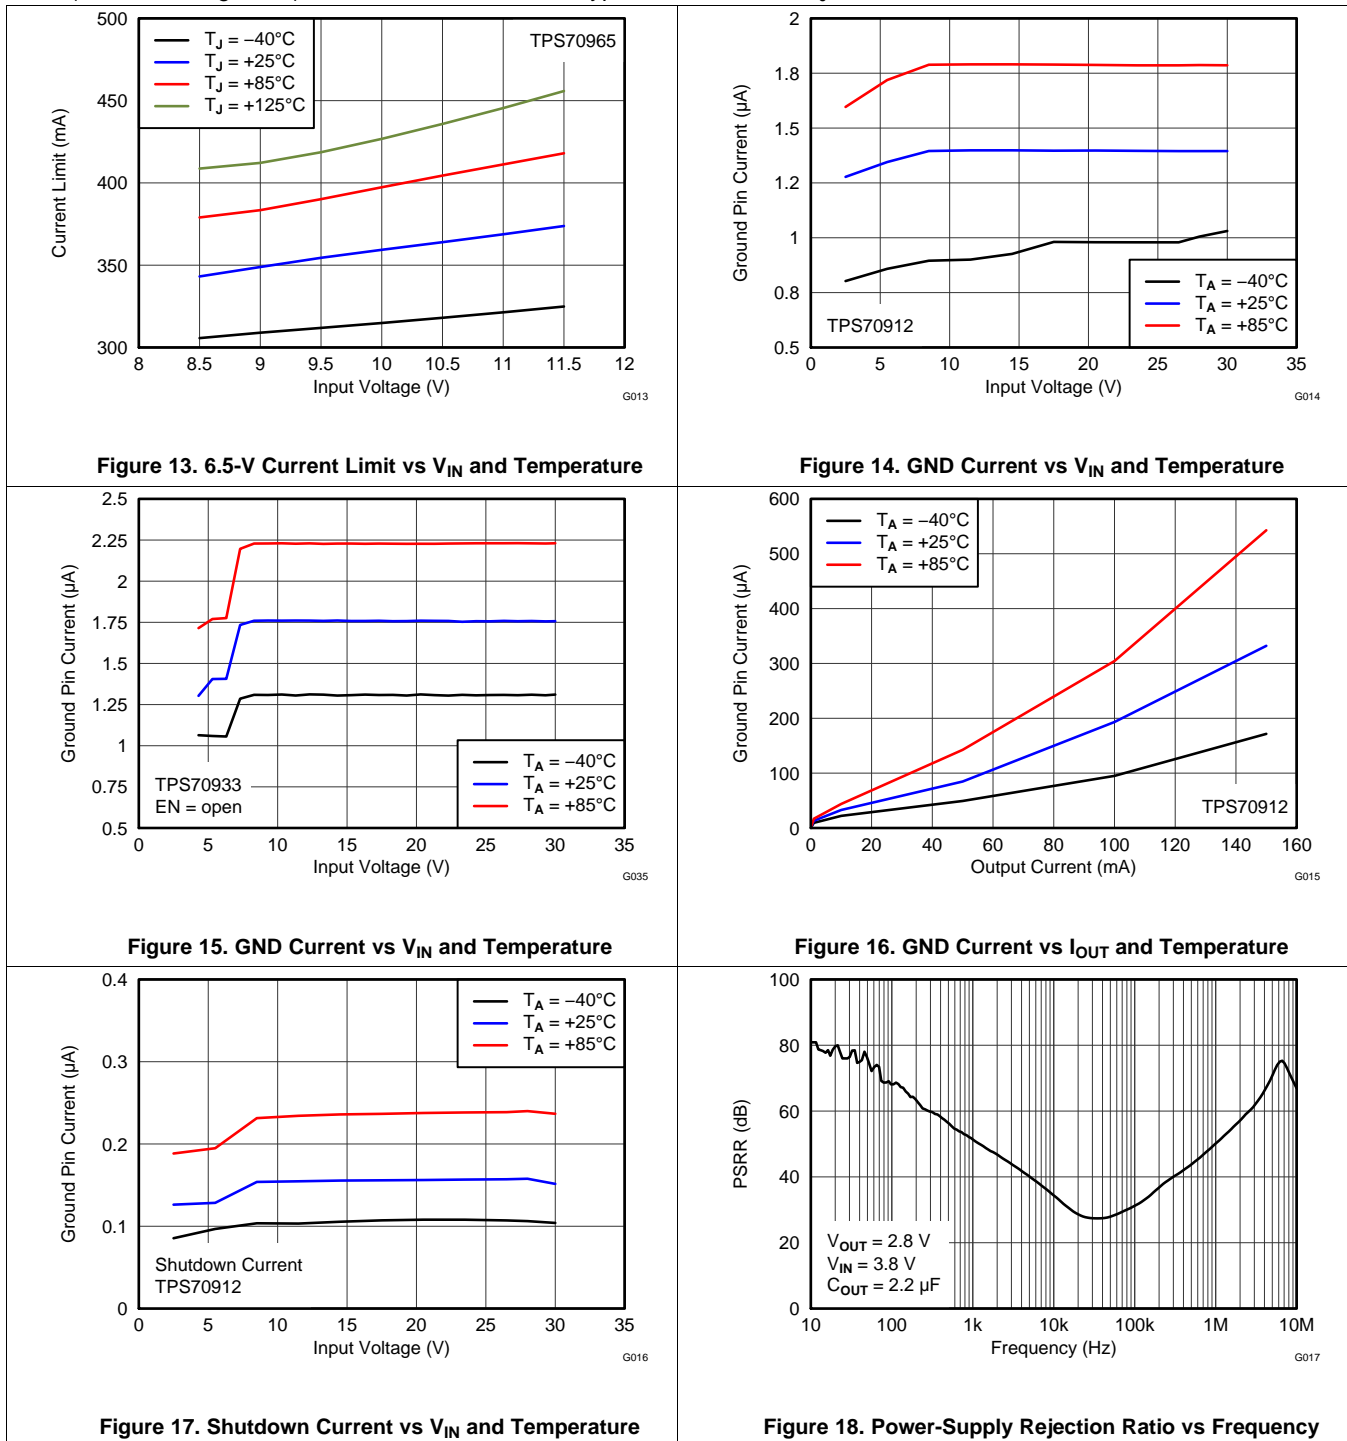 500
450
400
350
300
T_J = −40°C
T_J = +25°C
T_J = +85°C
T_J = +125°C
TPS70965
Current Limit (mA)
8 8.5 9 9.5 10 10.5 11 11.5 12
Input Voltage (V)
G013
Figure 13. 6.5-V Current Limit vs V_IN and Temperature
2
1.8
1.5
1.2
1
0.8
0.5
Ground Pin Current (µA)
TPS70912
T_A = −40°C
T_A = +25°C
T_A = +85°C
0 5 10 15 20 25 30 35
Input Voltage (V)
G014
Figure 14. GND Current vs V_IN and Temperature
2.5
2.25
2
1.75
1.5
1.25
1
0.75
0.5
Ground Pin Current (µA)
TPS70933
EN = open
T_A = −40°C
T_A = +25°C
T_A = +85°C
0 5 10 15 20 25 30 35
Input Voltage (V)
G035
Figure 15. GND Current vs V_IN and Temperature
600
500
400
300
200
100
0
Ground Pin Current (µA)
T_A = −40°C
T_A = +25°C
T_A = +85°C
TPS70912
0 20 40 60 80 100 120 140 160
Output Current (mA)
G015
Figure 16. GND Current vs I_OUT and Temperature
0.4
0.3
0.2
0.1
0
Ground Pin Current (µA)
T_A = −40°C
T_A = +25°C
T_A = +85°C
Shutdown Current
TPS70912
0 5 10 15 20 25 30 35
Input Voltage (V)
G016
Figure 17. Shutdown Current vs V_IN and Temperature
100
80
60
40
20
0
PSRR (dB)
V_OUT = 2.8 V
V_IN = 3.8 V
C_OUT = 2.2 µF
10 100 1k 10k 100k 1M 10M
Frequency (Hz)
G017
Figure 18. Power-Supply Rejection Ratio vs Frequency